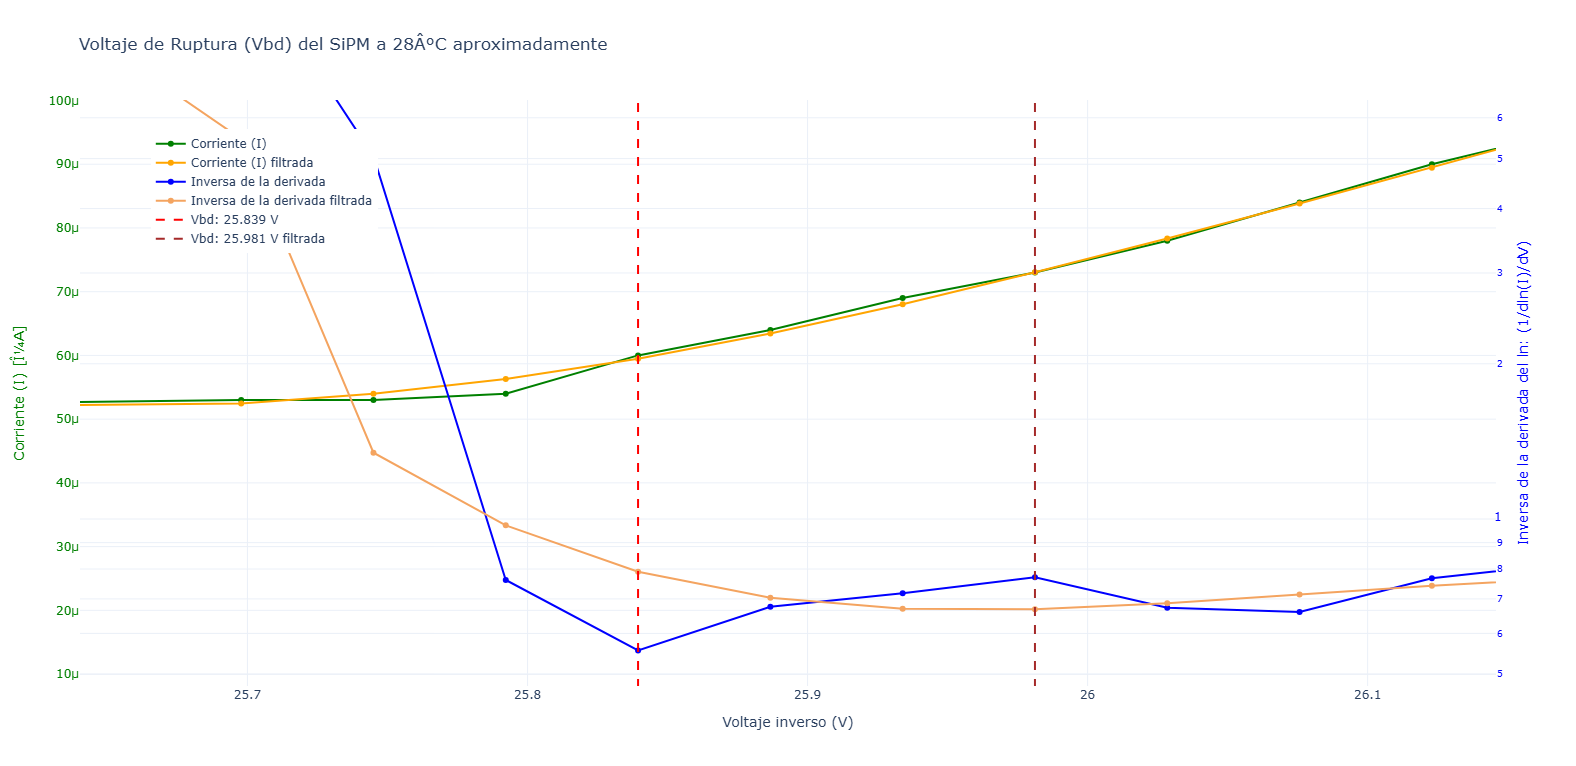 Voltaje de Ruptura (Vbd) del SiPM a 28ÂºC aproximadamente
100µ
90µ
80µ
70µ
60µ
50µ
40µ
30µ
20µ
10µ
Corriente (I) [Î¼A]
Corriente (I)
Corriente (I) filtrada
Inversa de la derivada
Inversa de la derivada filtrada
Vbd: 25.839 V
Vbd: 25.981 V filtrada
6
5
4
3
2
1
9
8
7
6
5
Inversa de la derivada del ln: (1/dln(I)/dV)
25.7
25.8
25.9
26
26.1
Voltaje inverso (V)